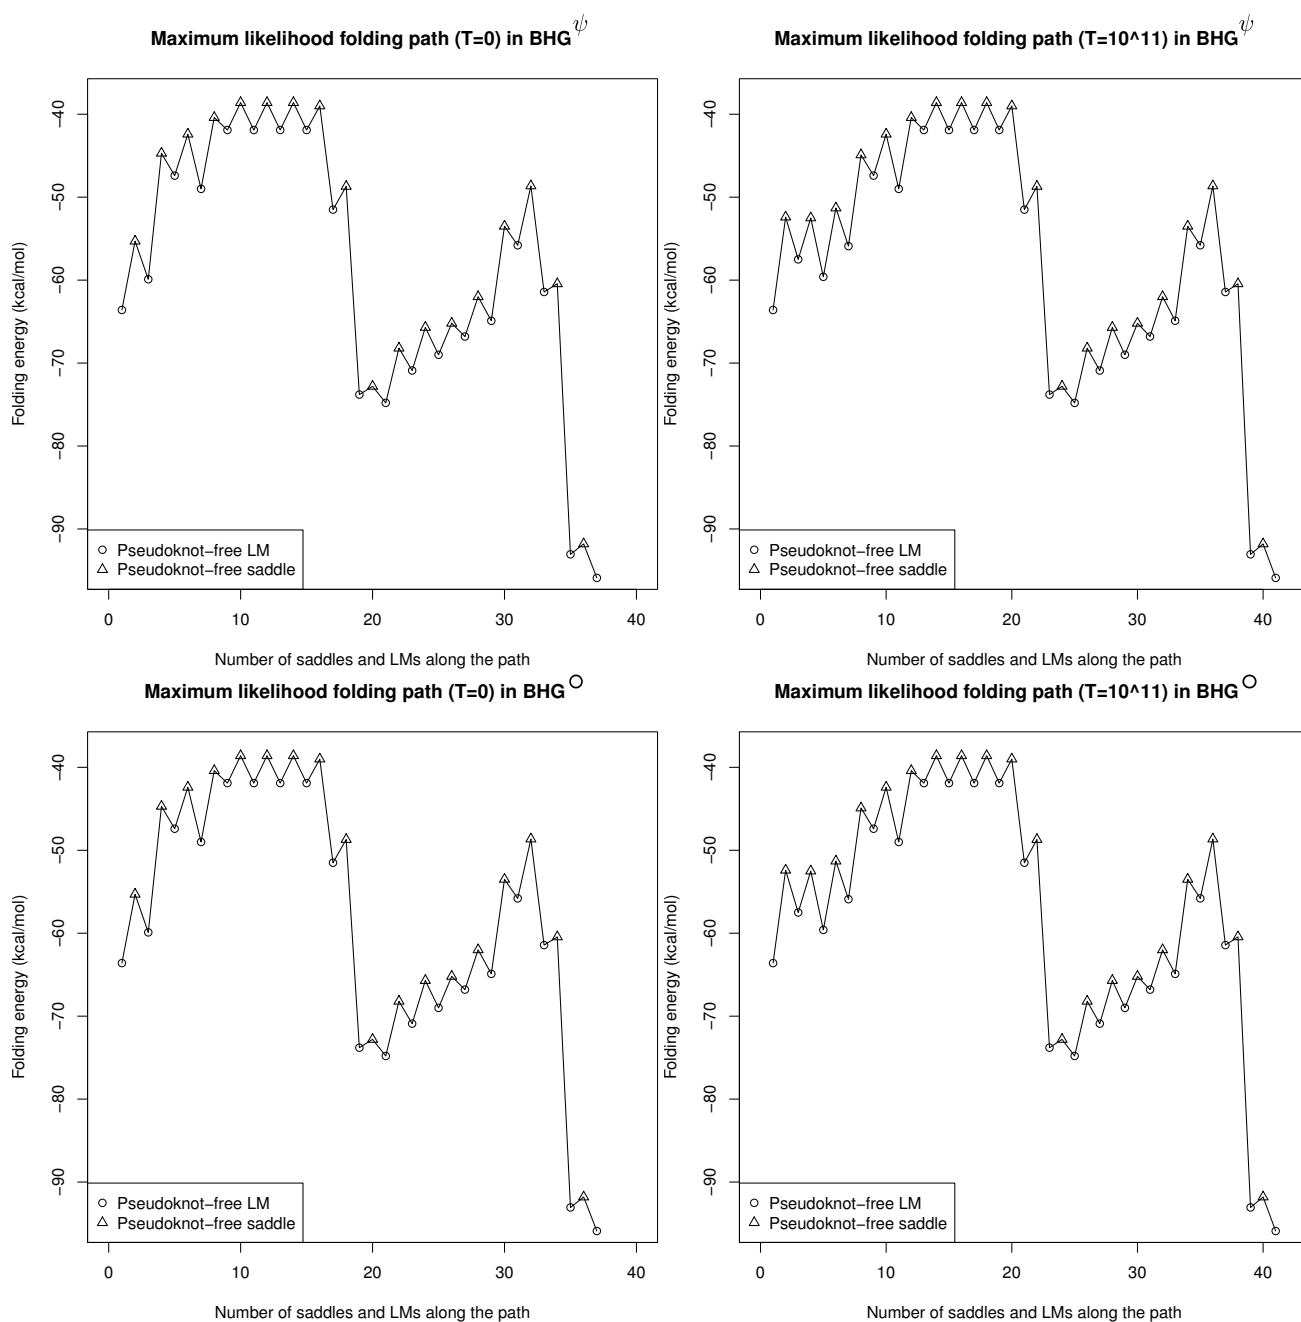 Maximum likelihood folding path (T=0) in BHG^ψ
Folding energy (kcal/mol)
-40
-50
-60
-70
-80
-90
Pseudoknot-free LM
Pseudoknot-free saddle
0 10 20 30 40
Number of saddles and LMs along the path
Maximum likelihood folding path (T=10^11) in BHG^ψ
Folding energy (kcal/mol)
-40
-50
-60
-70
-80
-90
Pseudoknot-free LM
Pseudoknot-free saddle
0 10 20 30 40
Number of saddles and LMs along the path
Maximum likelihood folding path (T=0) in BHG^○
Folding energy (kcal/mol)
-40
-50
-60
-70
-80
-90
Pseudoknot-free LM
Pseudoknot-free saddle
0 10 20 30 40
Number of saddles and LMs along the path
Maximum likelihood folding path (T=10^11) in BHG^○
Folding energy (kcal/mol)
-40
-50
-60
-70
-80
-90
Pseudoknot-free LM
Pseudoknot-free saddle
0 10 20 30 40
Number of saddles and LMs along the path